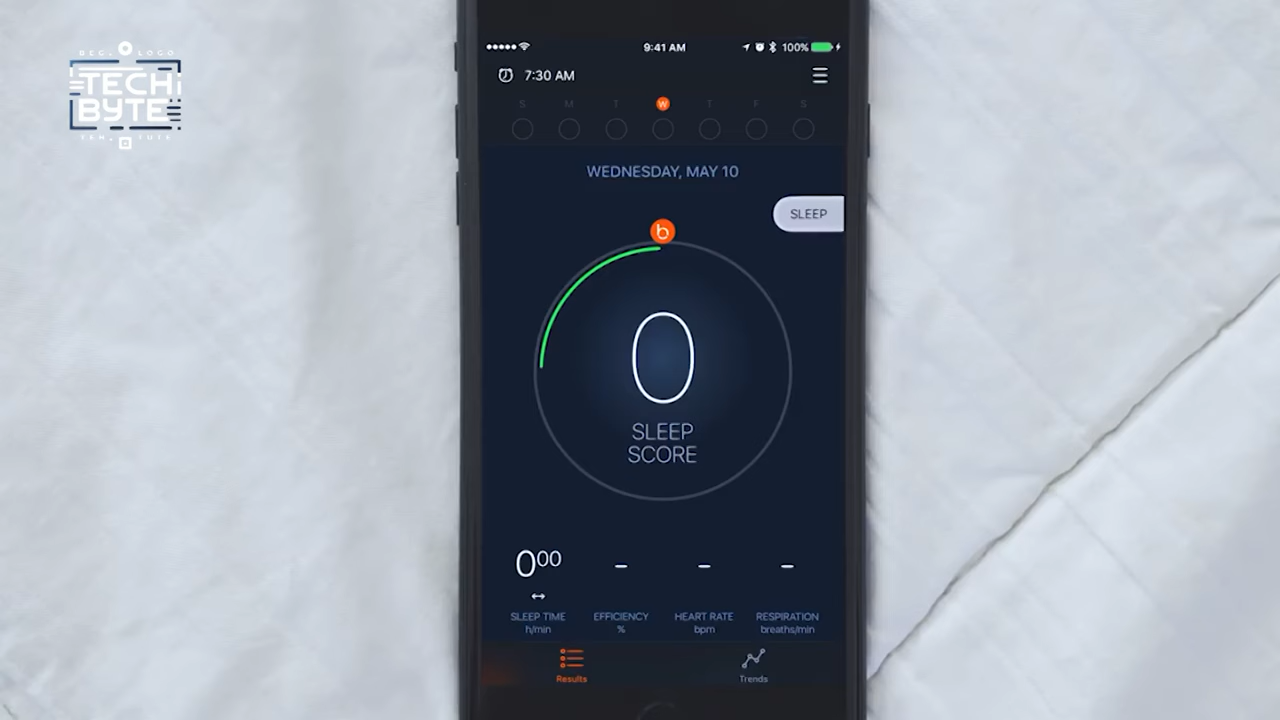 TECH
BYTE
9:41 AM
100%
7:30 AM
S M T W T F S
WEDNESDAY, MAY 10
SLEEP
b
0
SLEEP
SCORE
0⁰⁰ – – –
SLEEP TIME EFFICIENCY HEART RATE RESPIRATION
h/min % bpm breaths/min
Results Trends